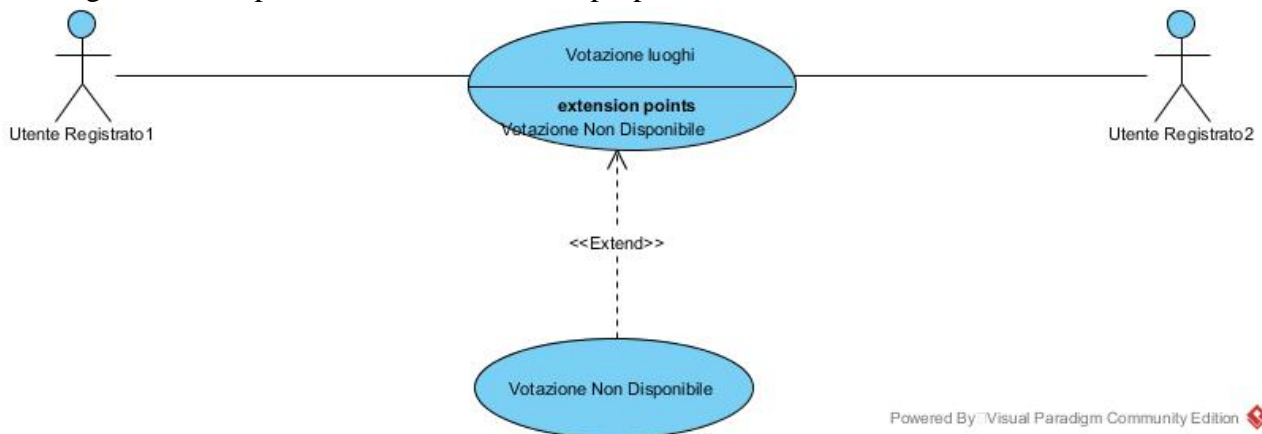 Votazione luoghi
extension points
Votazione Non Disponibile
Utente Registrato1
Utente Registrato2
<<Extend>>
Votazione Non Disponibile
Powered By Visual Paradigm Community Edition